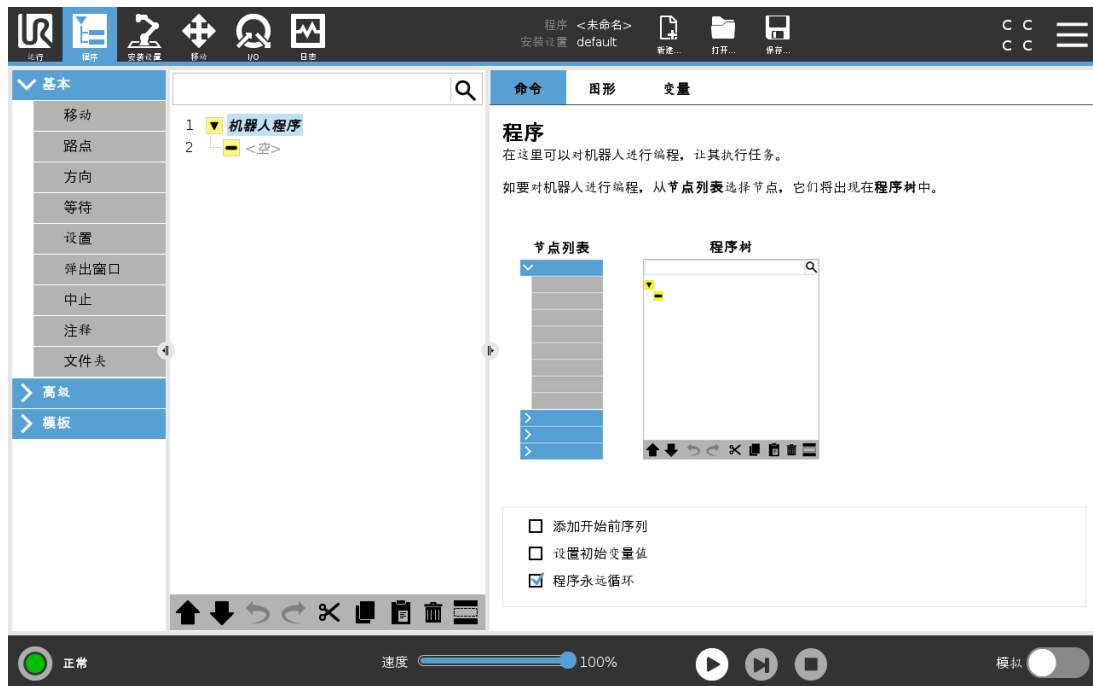 程序 <未命名>
安装设置 default
C C
C C
运行
程序
安装设置
移动
I/O
日志
新建...
打开...
保存...
基本
移动
路点
方向
等待
设置
弹出窗口
中止
注释
文件夹
高级
模板
1 机器人程序
2 <空>
命令 图形 变量
程序
在这里可以对机器人进行编程，让其执行任务。
如要对机器人进行编程，从节点列表选择节点，它们将出现在程序树中。
节点列表 程序树
添加开始前序列
设置初始变量值
程序永远循环
正常
速度 100%
模拟